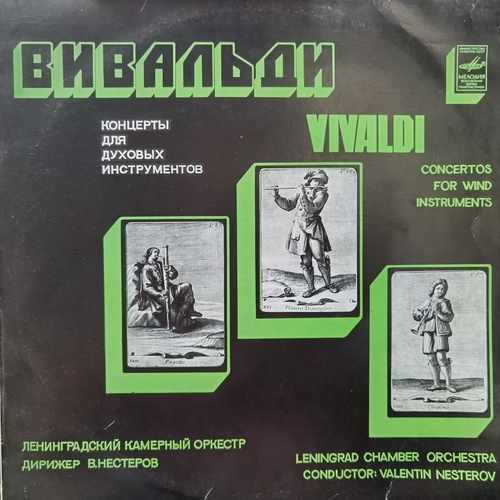 ВИВАЛЬДИ
МЕЛОДИЯ
КОНЦЕРТЫ
ДЛЯ
ДУХОВЫХ
ИНСТРУМЕНТОВ
VIVALDI
CONCERTOS
FOR WIND
INSTRUMENTS
ЛЕНИНГРАДСКИЙ КАМЕРНЫЙ ОРКЕСТР
ДИРИЖЕР В.НЕСТЕРОВ
LENINGRAD CHAMBER ORCHESTRA
CONDUCTOR: VALENTIN NESTEROV